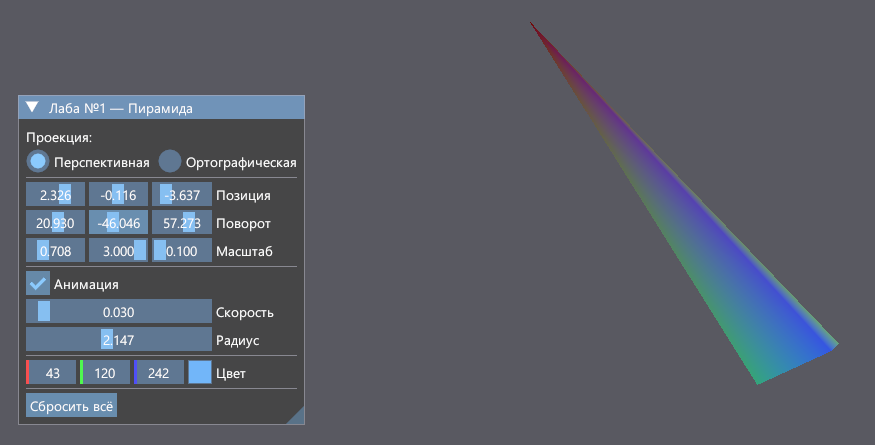 Лаба №1 — Пирамида
Проекция:
Перспективная Ортографическая
2.326 -0.116 -3.637 Позиция
20.930 -46.046 57.273 Поворот
0.708 3.000 0.100 Масштаб
Анимация
0.030 Скорость
2.147 Радиус
43 120 242 Цвет
Сбросить всё